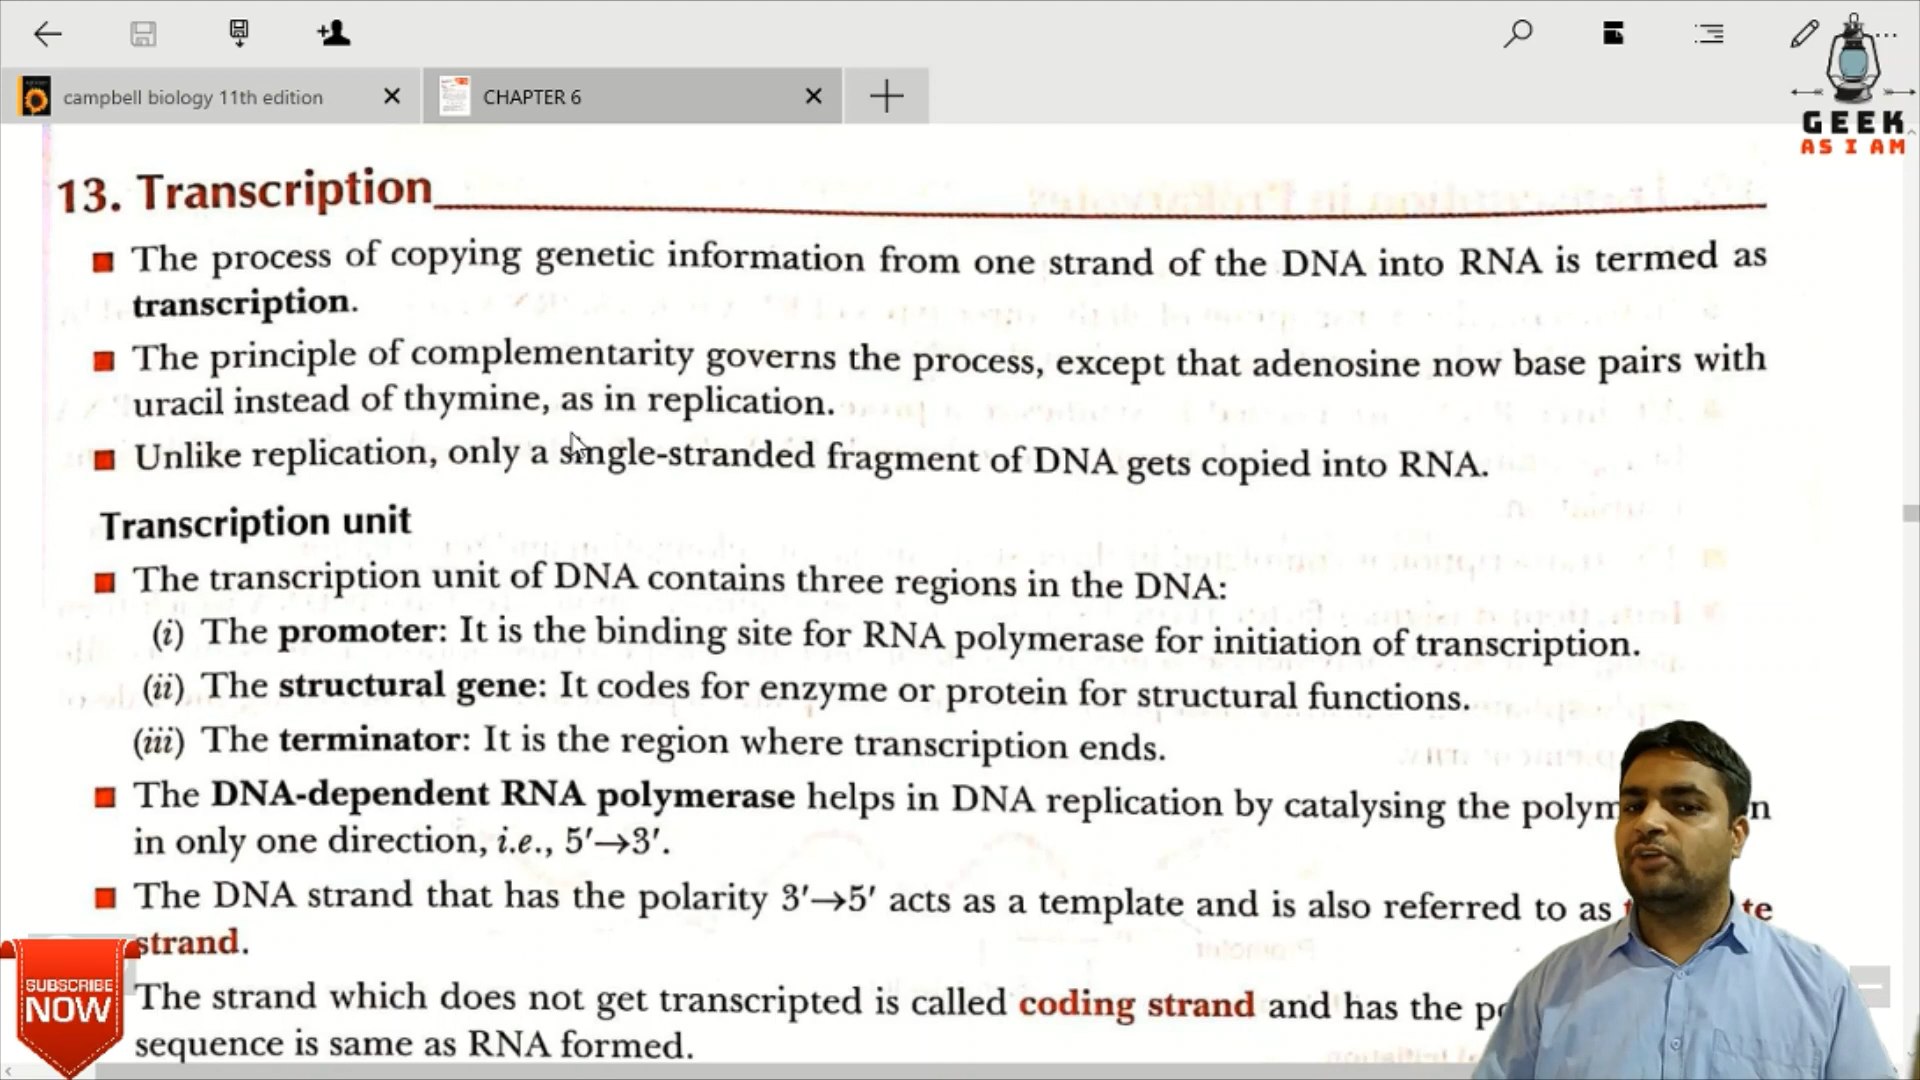 campbell biology 11th edition
CHAPTER 6
GEEK
AS I AM
13. Transcription
The process of copying genetic information from one strand of the DNA into RNA is termed as
transcription.
The principle of complementarity governs the process, except that adenosine now base pairs with
uracil instead of thymine, as in replication.
Unlike replication, only a single-stranded fragment of DNA gets copied into RNA.
Transcription unit
The transcription unit of DNA contains three regions in the DNA:
(i) The promoter: It is the binding site for RNA polymerase for initiation of transcription.
(ii) The structural gene: It codes for enzyme or protein for structural functions.
(iii) The terminator: It is the region where transcription ends.
The DNA-dependent RNA polymerase helps in DNA replication by catalysing the
in only one direction, i.e., 5′→3′.
The DNA strand that has the polarity 3′→5′ acts as a template and is also referred to as
strand.
The strand which does not get transcribed is called coding strand and has the
sequence is same as RNA formed.
SUBSCRIBE
NOW